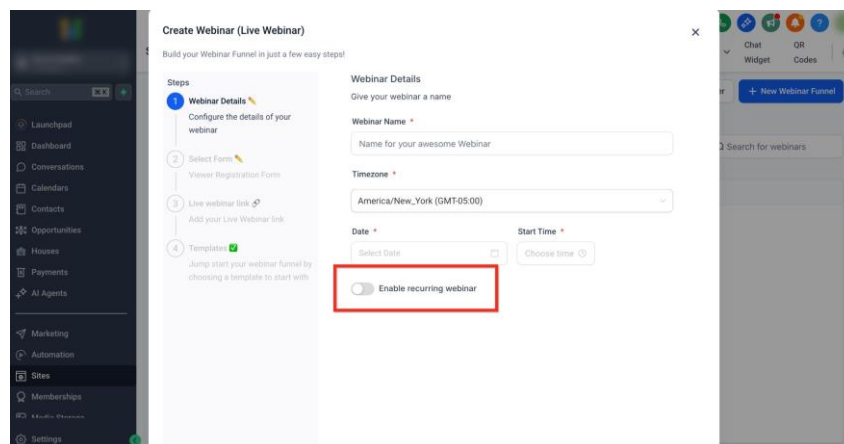 Create Webinar (Live Webinar)
Build your Webinar Funnel in just a few easy steps!
Steps
1 Webinar Details
Configure the details of your
webinar
2 Select Form
Viewer Registration Form
3 Live webinar link
Add your Live Webinar link
4 Templates
Jump start your webinar funnel by
choosing a template to start with
Webinar Details
Give your webinar a name
Webinar Name *
Name for your awesome Webinar
Timezone *
America/New_York (GMT-05:00)
Date *
Start Time *
Select Date
Choose time
Enable recurring webinar
Search
Launchpad
Dashboard
Conversations
Calendars
Contacts
Opportunities
Houses
Payments
AI Agents
Marketing
Automation
Sites
Memberships
Media Storage
Settings
Chat
Widget
QR
Codes
+ New Webinar Funnel
Search for webinars